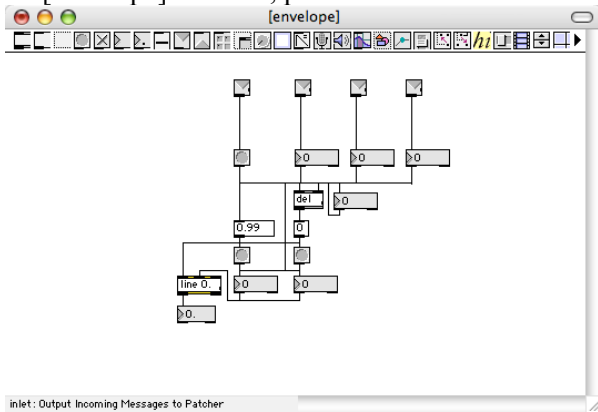 [envelope]
hi
0 0 0
del 0
0.99 0
line 0. 0 0
0.
inlet: Output Incoming Messages to Patcher